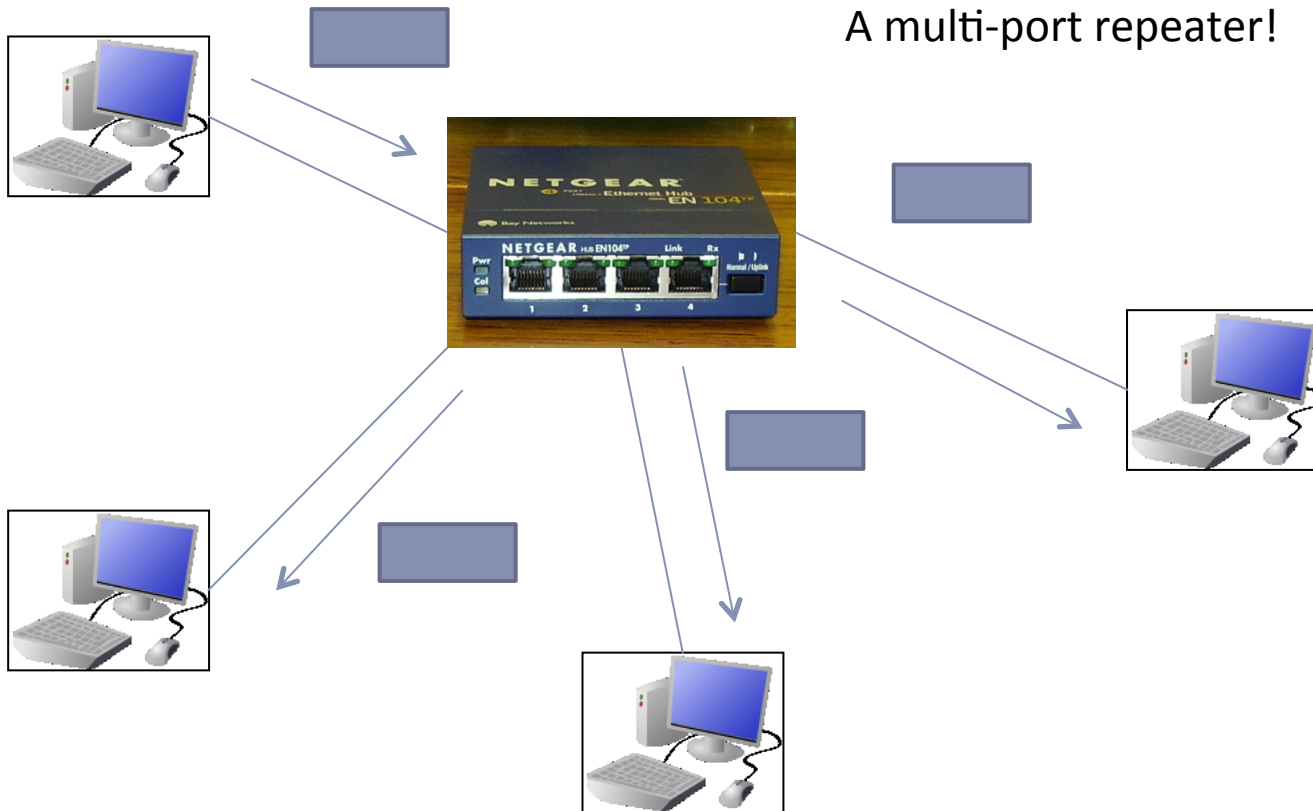 A multi-port repeater!
NETGEAR
Ethernet Hub
EN 104TP
Bay Networks
NETGEAR HUB EN104TP Link Rx
Pwr
Normal / Uplink
Col
1 2 3 4